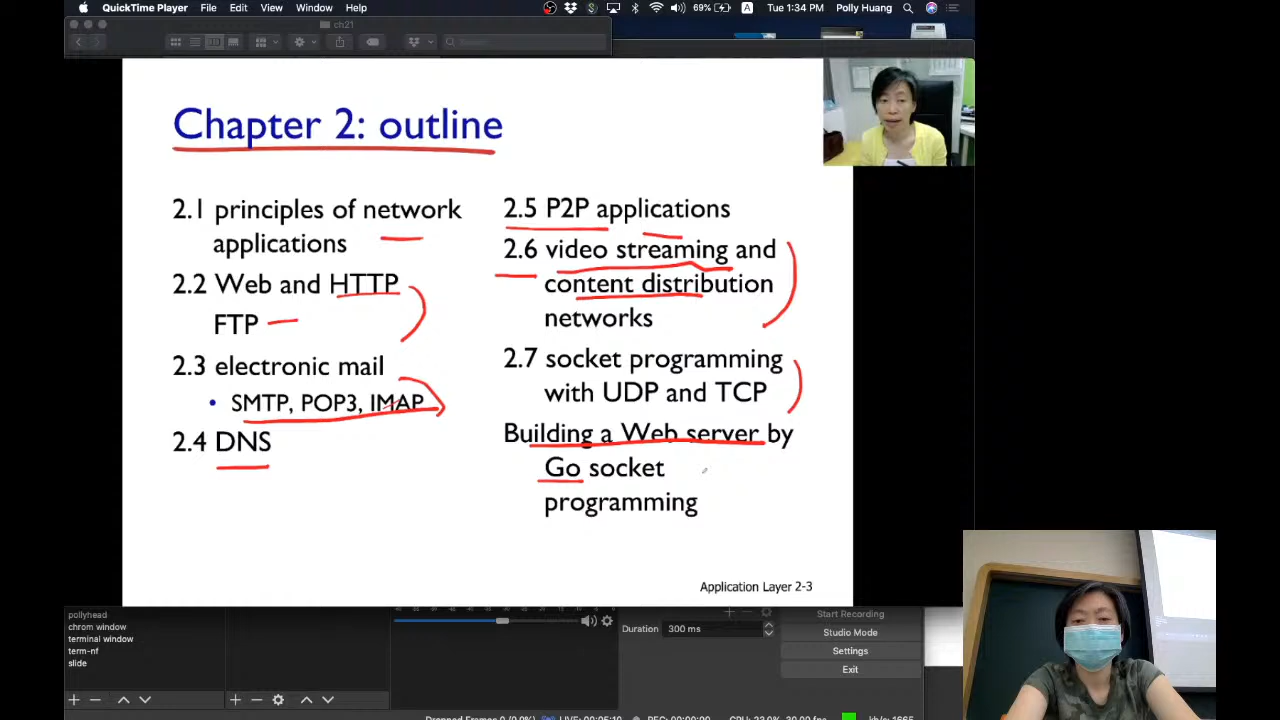 QuickTime Player File Edit View Window Help 69% A Tue 1:34 PM Polly Huang
ch21
Chapter 2: outline
2.1 principles of network
applications
2.2 Web and HTTP
FTP
2.3 electronic mail
• SMTP, POP3, IMAP
2.4 DNS
2.5 P2P applications
2.6 video streaming and
content distribution
networks
2.7 socket programming
with UDP and TCP
Building a Web server by
Go socket
programming
Application Layer 2-3
pollyhead
chrom window
terminal window
term-nf
slide
Duration 300 ms
Start Recording
Studio Mode
Settings
Exit